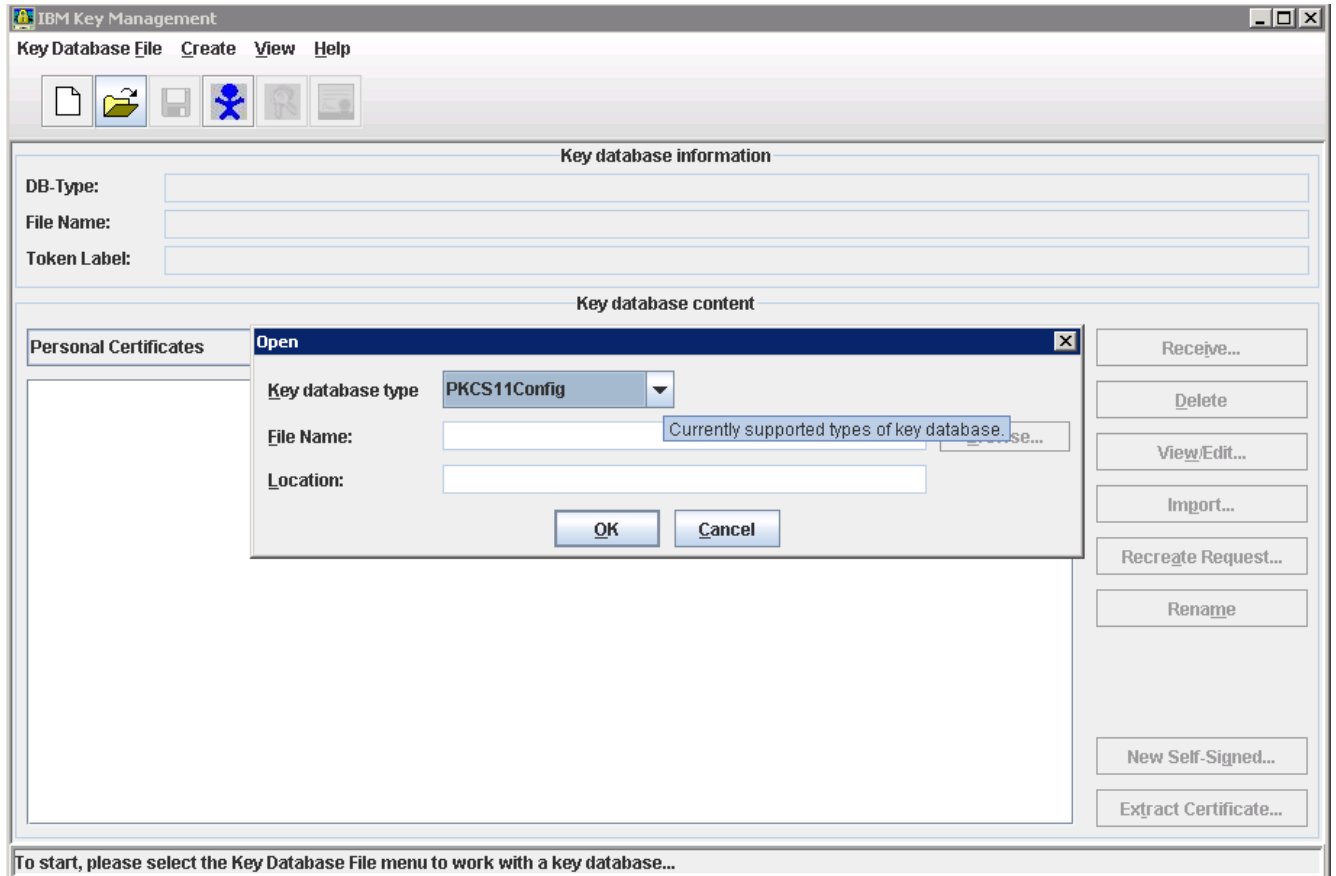 IBM Key Management
Key Database File Create View Help
Key database information
DB-Type:
File Name:
Token Label:
Key database content
Personal Certificates
Open
Key database type PKCS11Config
Currently supported types of key database.
File Name:
Location:
OK Cancel
Receive...
Delete
View/Edit...
Import...
Recreate Request...
Rename
New Self-Signed...
Extract Certificate...
To start, please select the Key Database File menu to work with a key database...